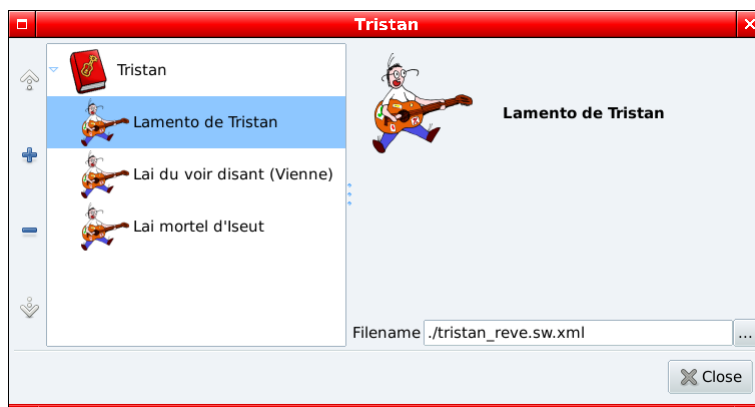 Tristan
Tristan
Lamento de Tristan
Lai du voir disant (Vienne)
Lai mortel d'Iseut
Lamento de Tristan
Filename ./tristan_reve.sw.xml ...
Close